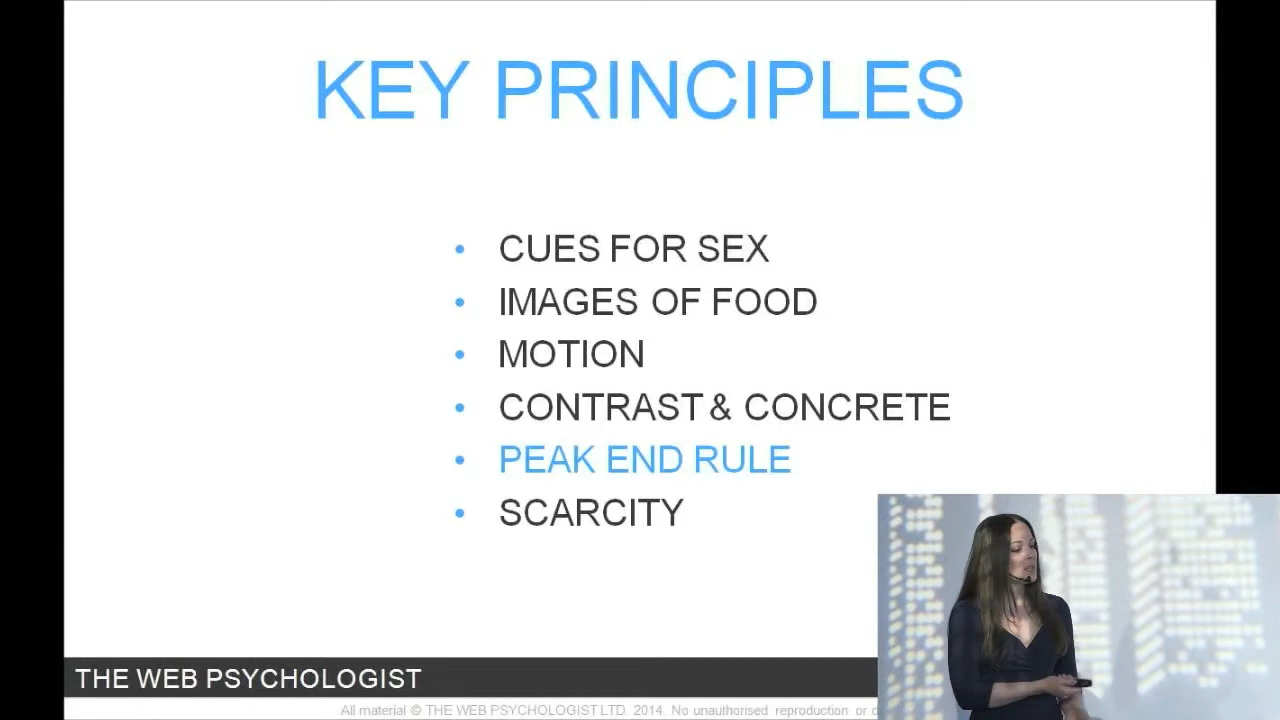 KEY PRINCIPLES
• CUES FOR SEX
• IMAGES OF FOOD
• MOTION
• CONTRAST & CONCRETE
• PEAK END RULE
• SCARCITY
THE WEB PSYCHOLOGIST
All material © THE WEB PSYCHOLOGIST LTD 2014. No unauthorised reproduction or